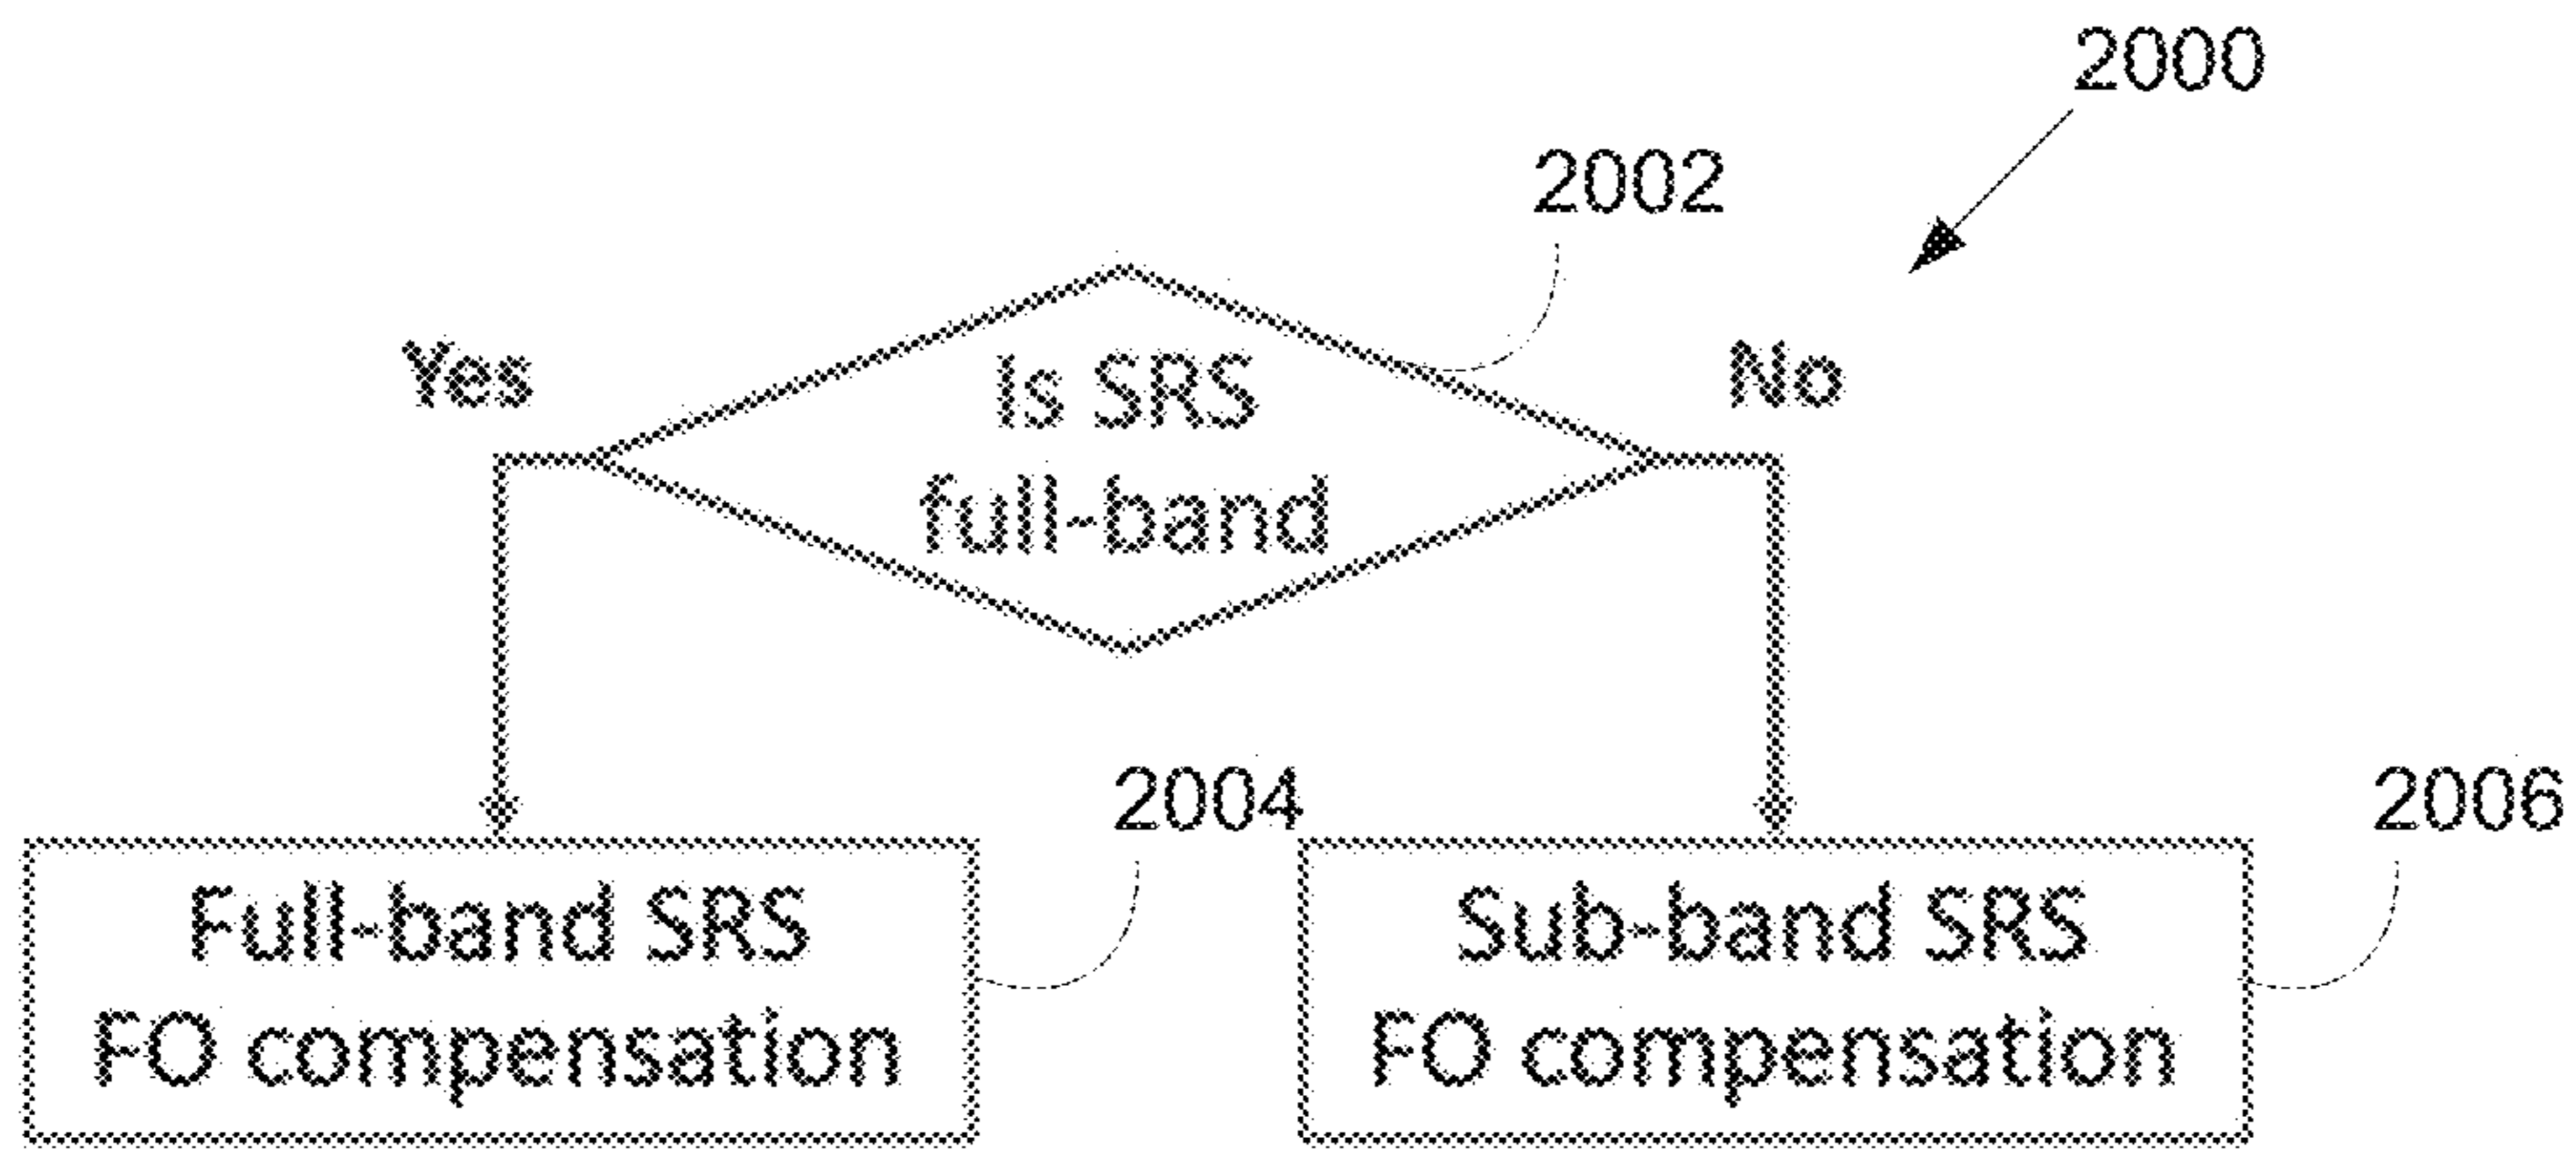 2000
2002
Yes
No
Is SRS
full-band
2004
2006
Full-band SRS
FO compensation
Sub-band SRS
FO compensation